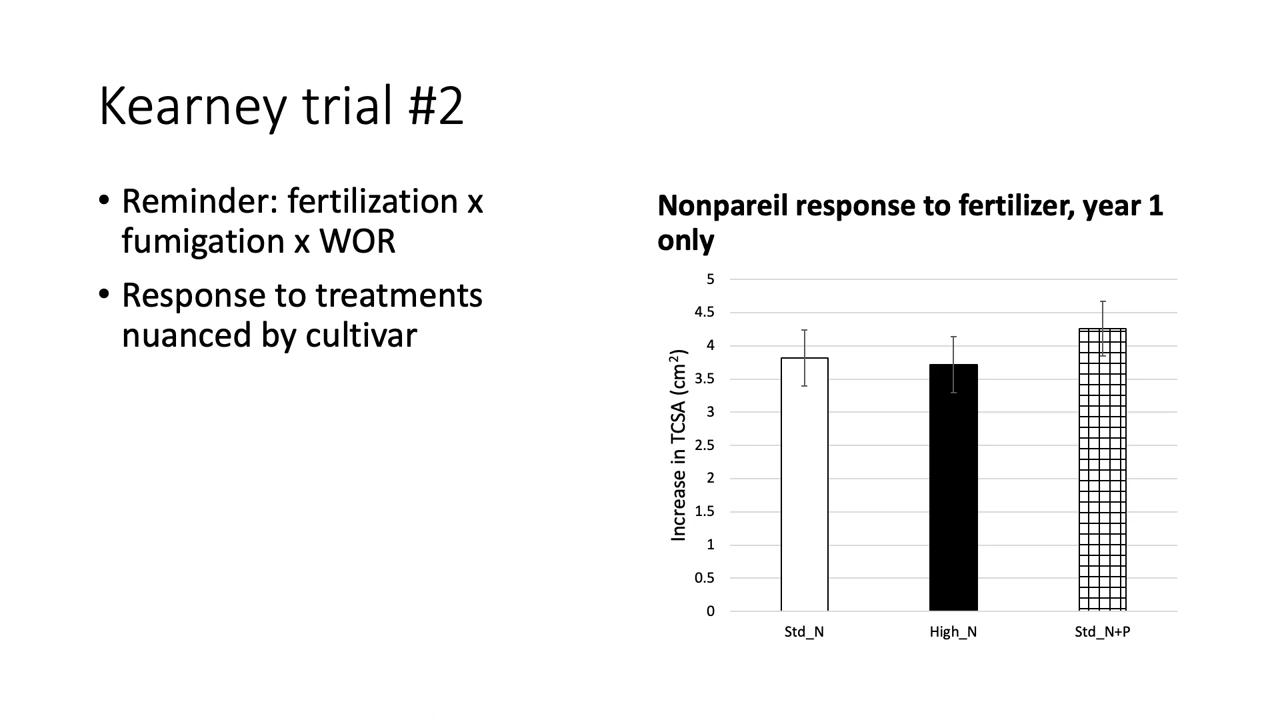 Kearney trial #2
• Reminder: fertilization x
fumigation x WOR
• Response to treatments
nuanced by cultivar
Nonpareil response to fertilizer, year 1
only
Increase in TCSA (cm²)
5
4.5
4
3.5
3
2.5
2
1.5
1
0.5
0
Std_N
High_N
Std_N+P